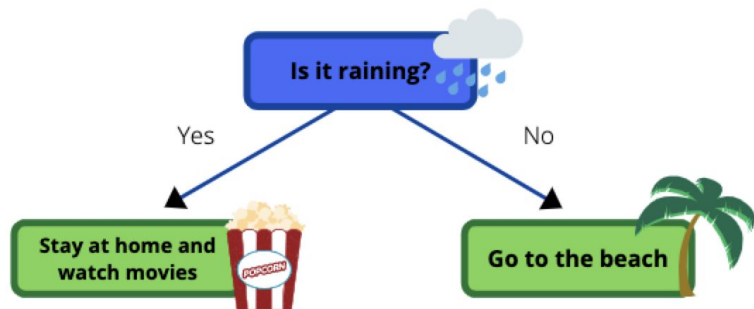 Is it raining?
Yes
No
Stay at home and
watch movies
POPCORN
Go to the beach